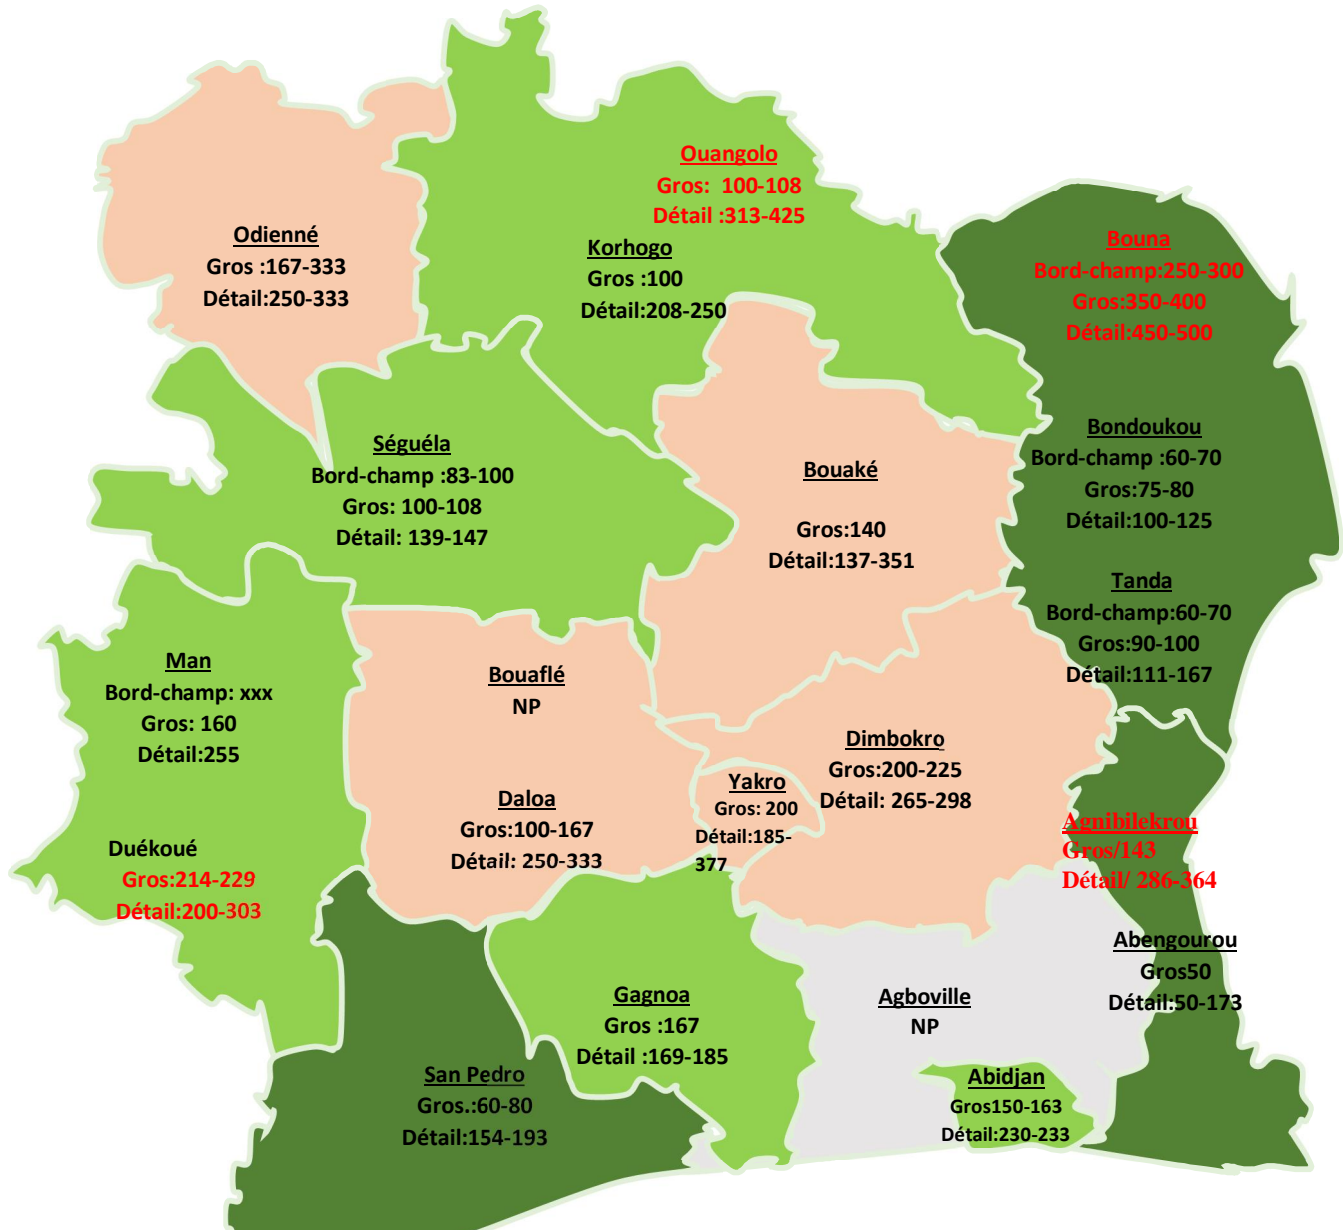 Ouangolo
Gros:  100-108
Détail :313-425
Odienné
Gros :167-333
Détail:250-333
Korhogo
Gros :100
Détail:208-250
Bouna
Bord-champ:250-300
Gros:350-400
Détail:450-500
Séguéla
Bord-champ :83-100
Gros: 100-108
Détail: 139-147
Bouaké
Gros:140
Détail:137-351
Bondoukou
Bord-champ :60-70
Gros:75-80
Détail:100-125
Tanda
Bord-champ:60-70
Gros:90-100
Détail:111-167
Man
Bord-champ: xxx
Gros: 160
Détail:255
Bouaflé
NP
Dimbokro
Gros:200-225
Détail: 265-298
Yakro
Gros: 200
Détail:185-
377
Daloa
Gros:100-167
Détail: 250-333
Agnibilekrou
Gros/143
Détail/ 286-364
Duékoué
Gros:214-229
Détail:200-303
Abengourou
Gros50
Détail:50-173
Gagnoa
Gros :167
Détail :169-185
Agboville
NP
San Pedro
Gros.:60-80
Détail:154-193
Abidjan
Gros150-163
Détail:230-233